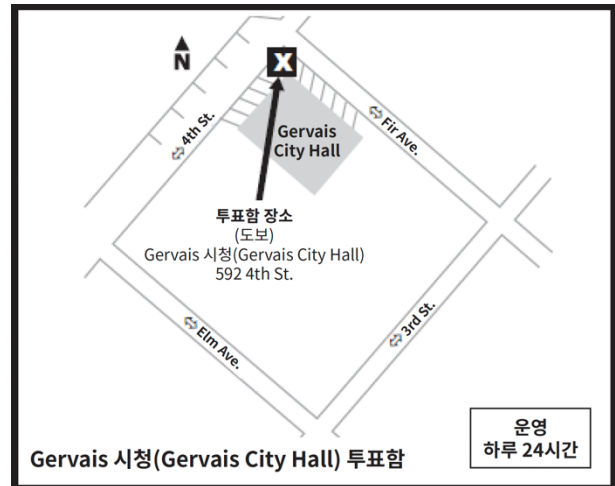 N
X
4th St.
Fir Ave.
Gervais
City Hall
투표함 장소
(도보)
Gervais 시청(Gervais City Hall)
592 4th St.
Elm Ave.
3rd St.
운영
하루 24시간
Gervais 시청(Gervais City Hall) 투표함